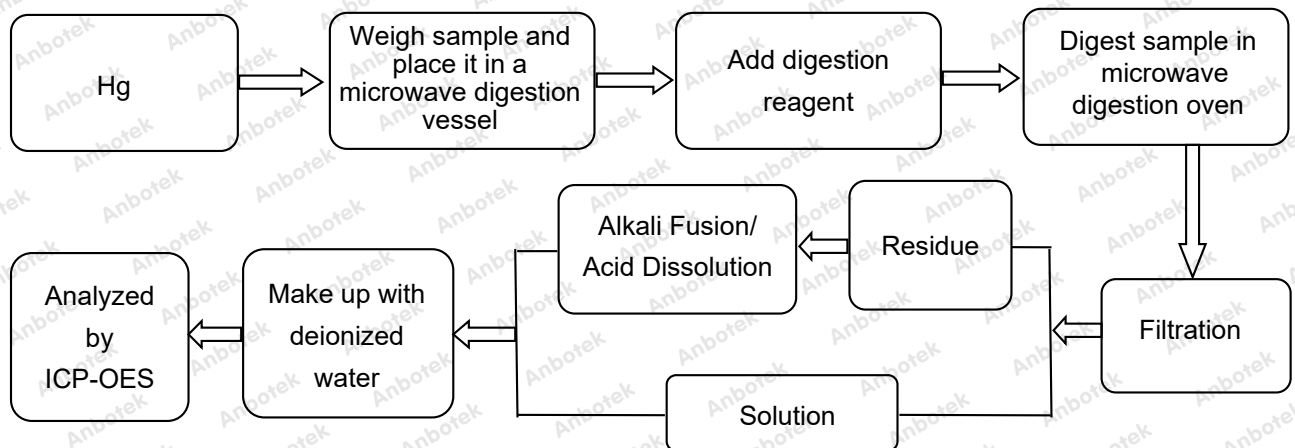 Hg
Weigh sample and
place it in a
microwave digestion
vessel
Add digestion
reagent
Digest sample in
microwave
digestion oven
Filtration
Residue
Alkali Fusion/
Acid Dissolution
Solution
Make up with
deionized
water
Analyzed
by
ICP-OES
Anbotek